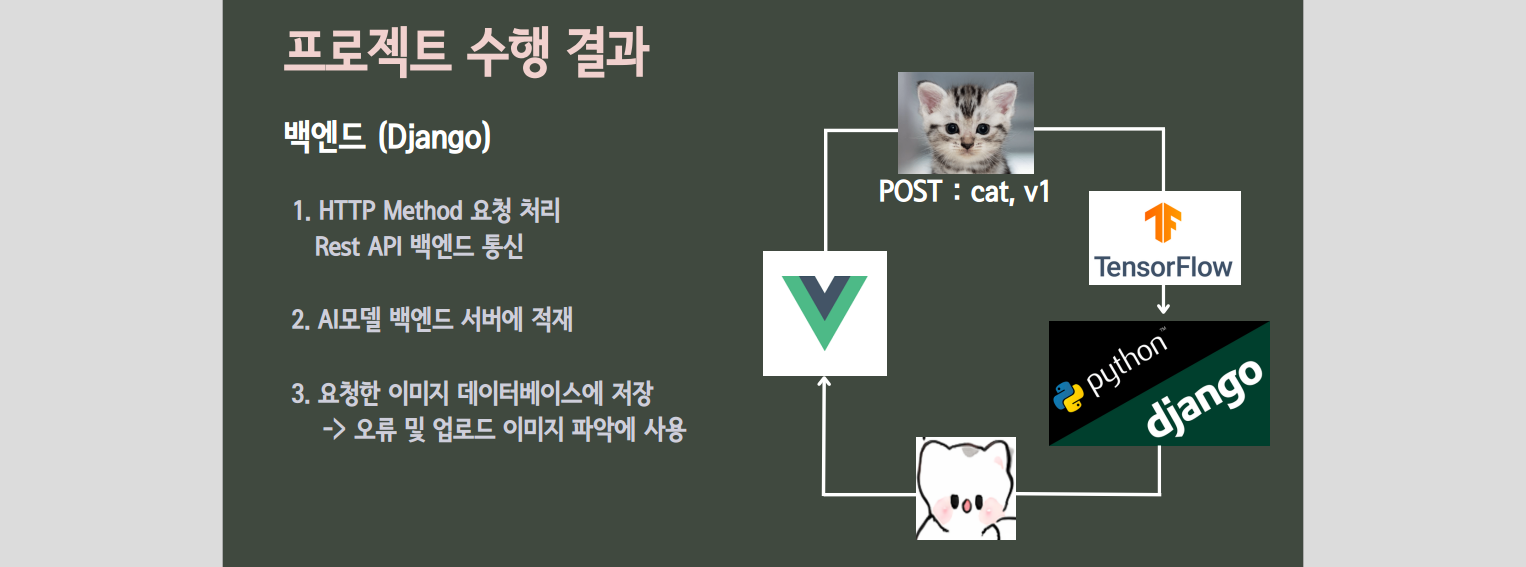 프로젝트 수행 결과
백엔드 (Django)
1. HTTP Method 요청 처리
Rest API 백엔드 통신
2. AI모델 백엔드 서버에 적재
3. 요청한 이미지 데이터베이스에 저장
-> 오류 및 업로드 이미지 파악에 사용
POST : cat, v1
TensorFlow
python™
django